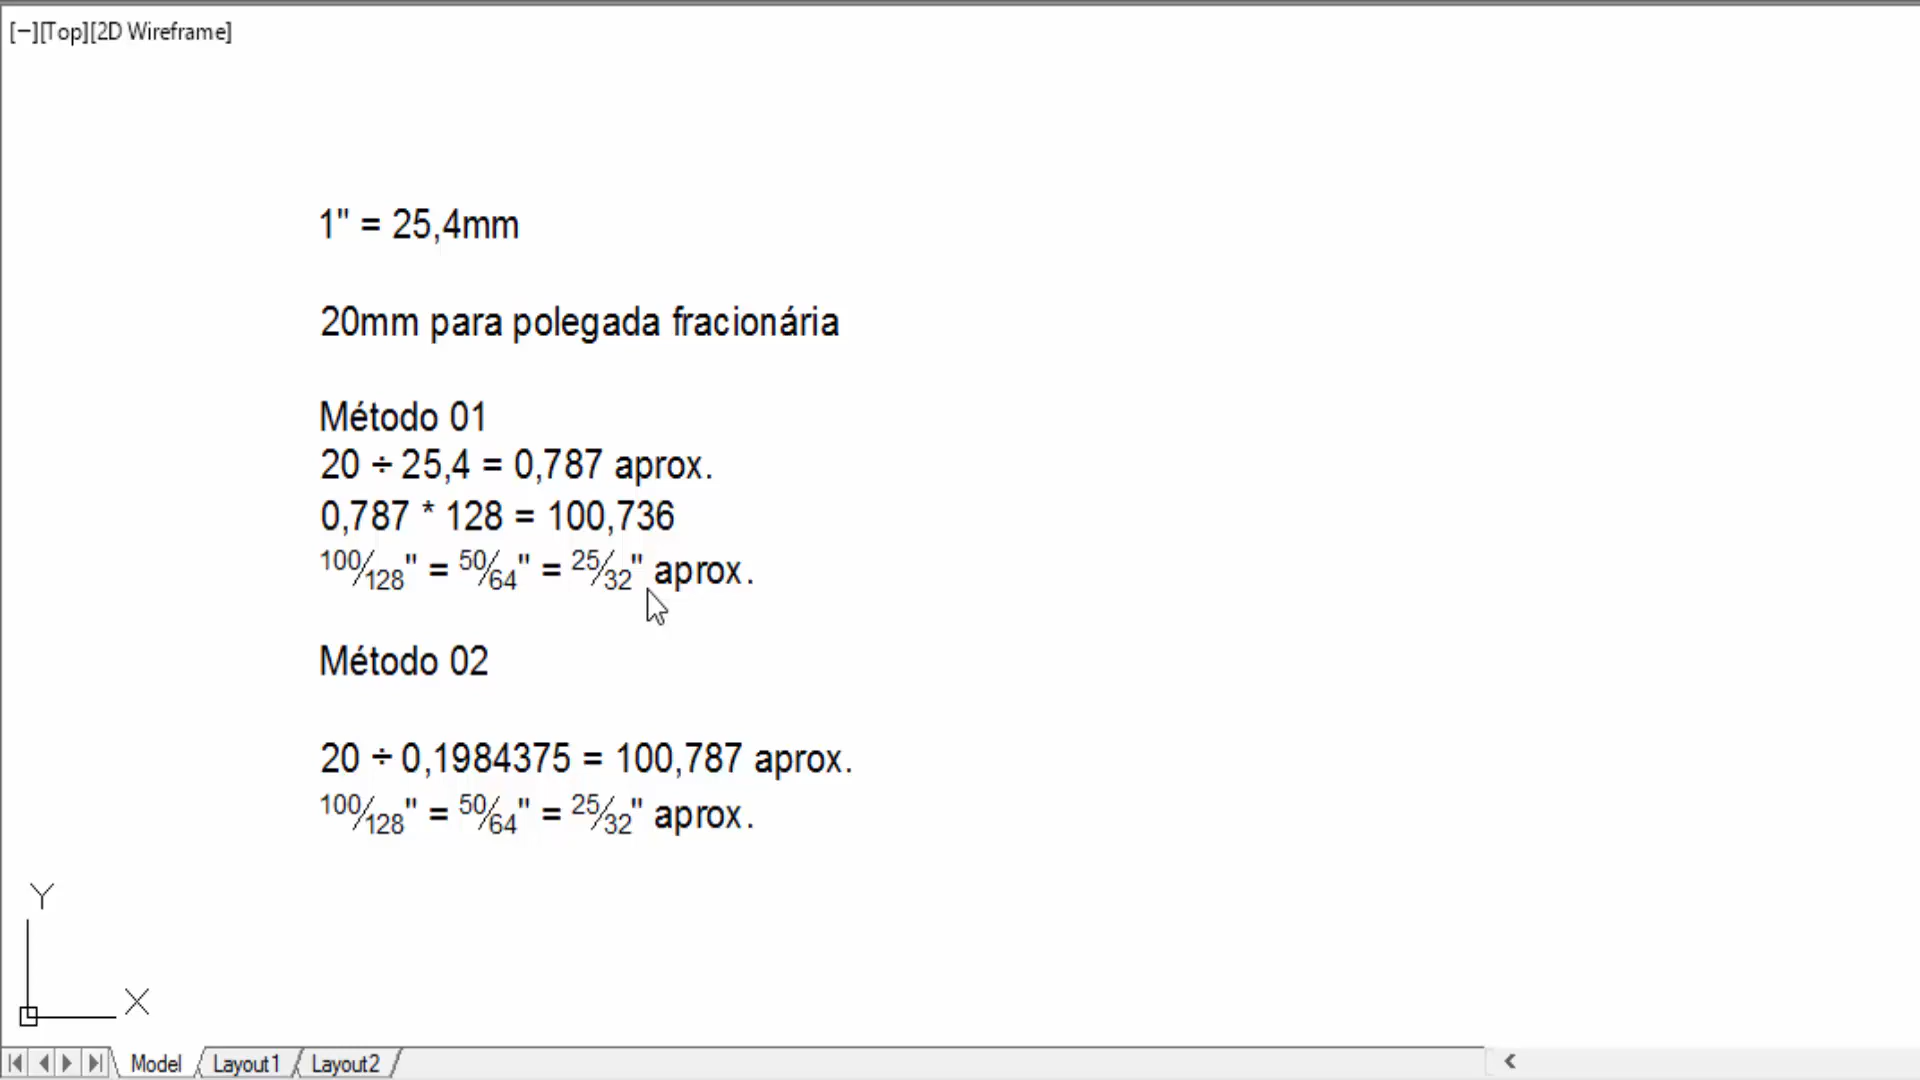 [−][Top][2D Wireframe]
1" = 25,4mm
20mm para polegada fracionária
Método 01
20 ÷ 25,4 = 0,787 aprox.
0,787 * 128 = 100,736
100/128" = 50/64" = 25/32" aprox.
Método 02
20 ÷ 0,1984375 = 100,787 aprox.
100/128" = 50/64" = 25/32" aprox.
Y
X
Model Layout1 Layout2